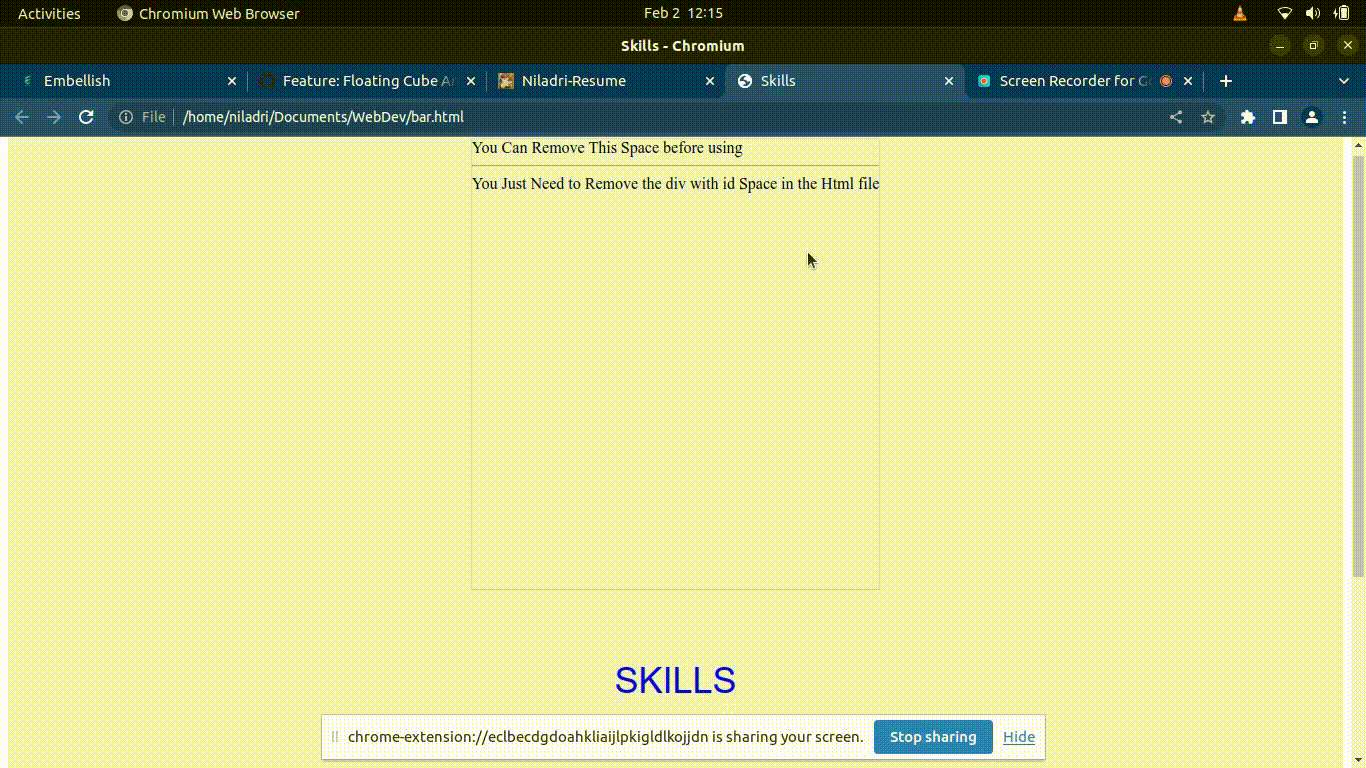 Activities
Chromium Web Browser
Feb 2 12:15
Skills - Chromium
Embellish
Feature: Floating Cube
Niladri-Resume
Skills
Screen Recorder for
File
/home/niladri/Documents/WebDev/bar.html
You Can Remove This Space before using
You Just Need to Remove the div with id Space in the Html file
SKILLS
chrome-extension://eclbecdgdoahkliaijlpkigldlkojjdn is sharing your screen.
Stop sharing
Hide